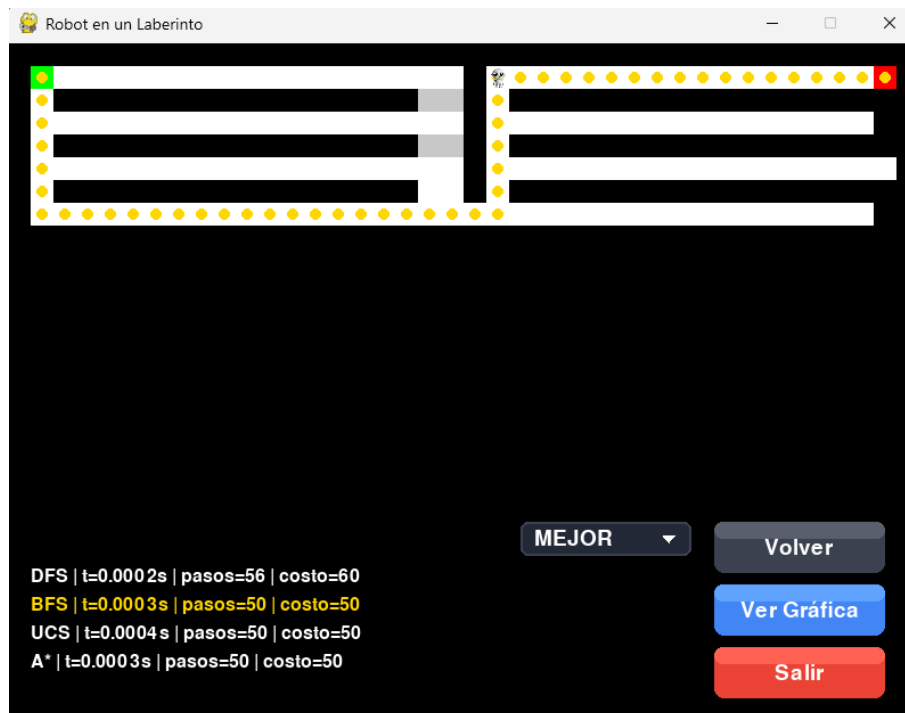 Robot en un Laberinto
MEJOR
Volver
DFS | t=0.0002s | pasos=56 | costo=60
BFS | t=0.0003s | pasos=50 | costo=50
Ver Gráfica
UCS | t=0.0004s | pasos=50 | costo=50
A* | t=0.0003s | pasos=50 | costo=50
Salir